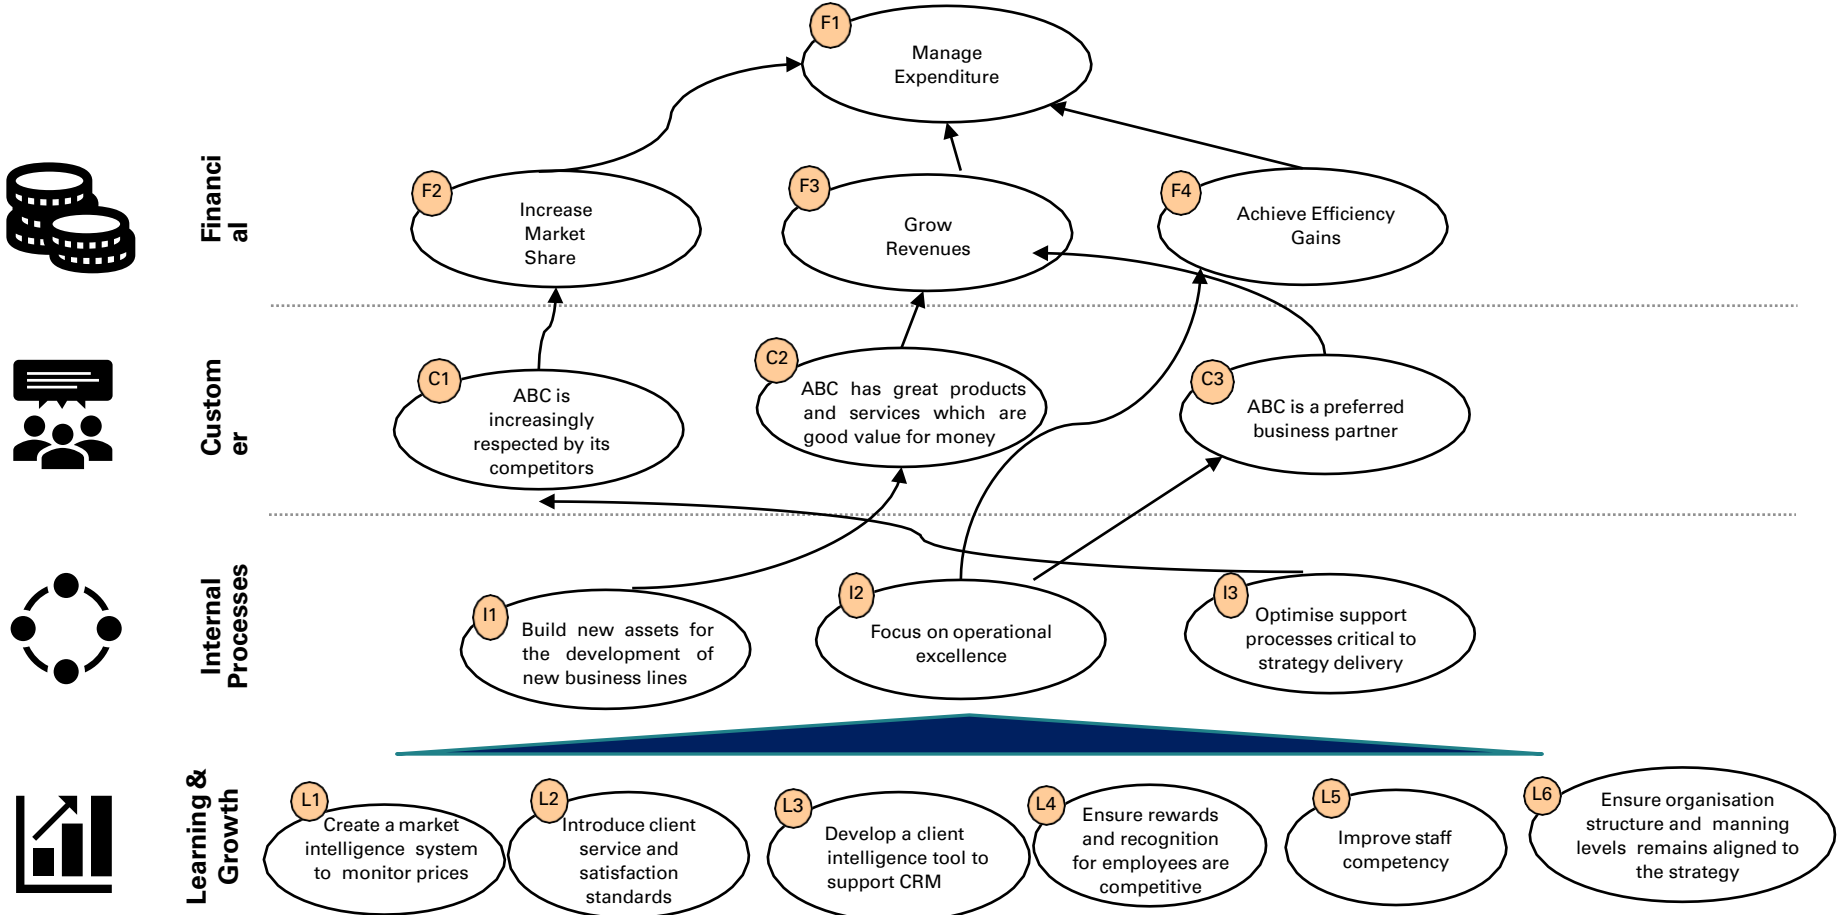 F1
Manage
Expenditure
Financi
al
F2
Increase
Market
Share
F3
Grow
Revenues
F4
Achieve Efficiency
Gains
Custom
er
C1
ABC is
increasingly
respected by its
competitors
C2
ABC has great products
and services which are
good value for money
C3
ABC is a preferred
business partner
Internal
Processes
I1
Build new assets for
the development of
new business lines
I2
Focus on operational
excellence
I3
Optimise support
processes critical to
strategy delivery
Learning &
Growth
L1
Create a market
intelligence system
to monitor prices
L2
Introduce client
service and
satisfaction
standards
L3
Develop a client
intelligence tool to
support CRM
L4
Ensure rewards
and recognition
for employees are
competitive
L5
Improve staff
competency
L6
Ensure organisation
structure and manning
levels remains aligned to
the strategy